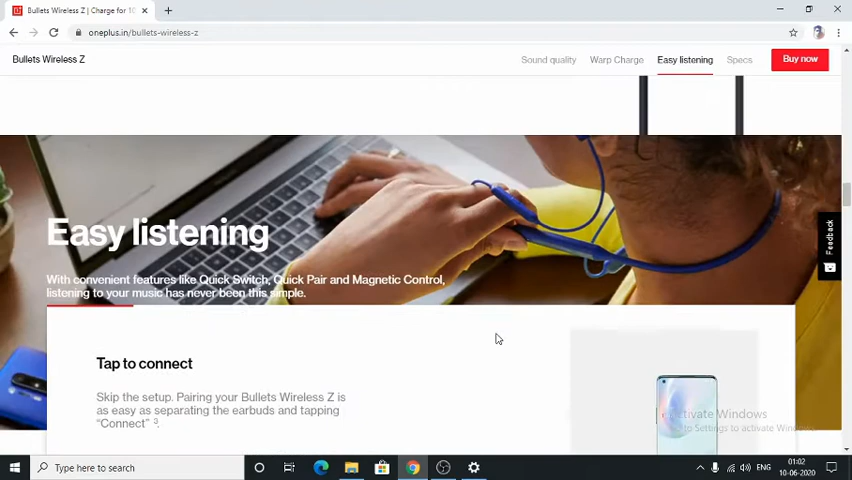 Bullets Wireless Z | Charge for 10
oneplus.in/bullets-wireless-z
Bullets Wireless Z
Sound quality
Warp Charge
Easy listening
Specs
Buy now
Easy listening
With convenient features like Quick Switch, Quick Pair and Magnetic Control,
listening to your music has never been this simple.
Feedback
Tap to connect
Skip the setup. Pairing your Bullets Wireless Z is
as easy as separating the earbuds and tapping
“Connect” ³.
Activate Windows
Go to Settings to activate Windows.
Type here to search
ENG
01:02
10-06-2020